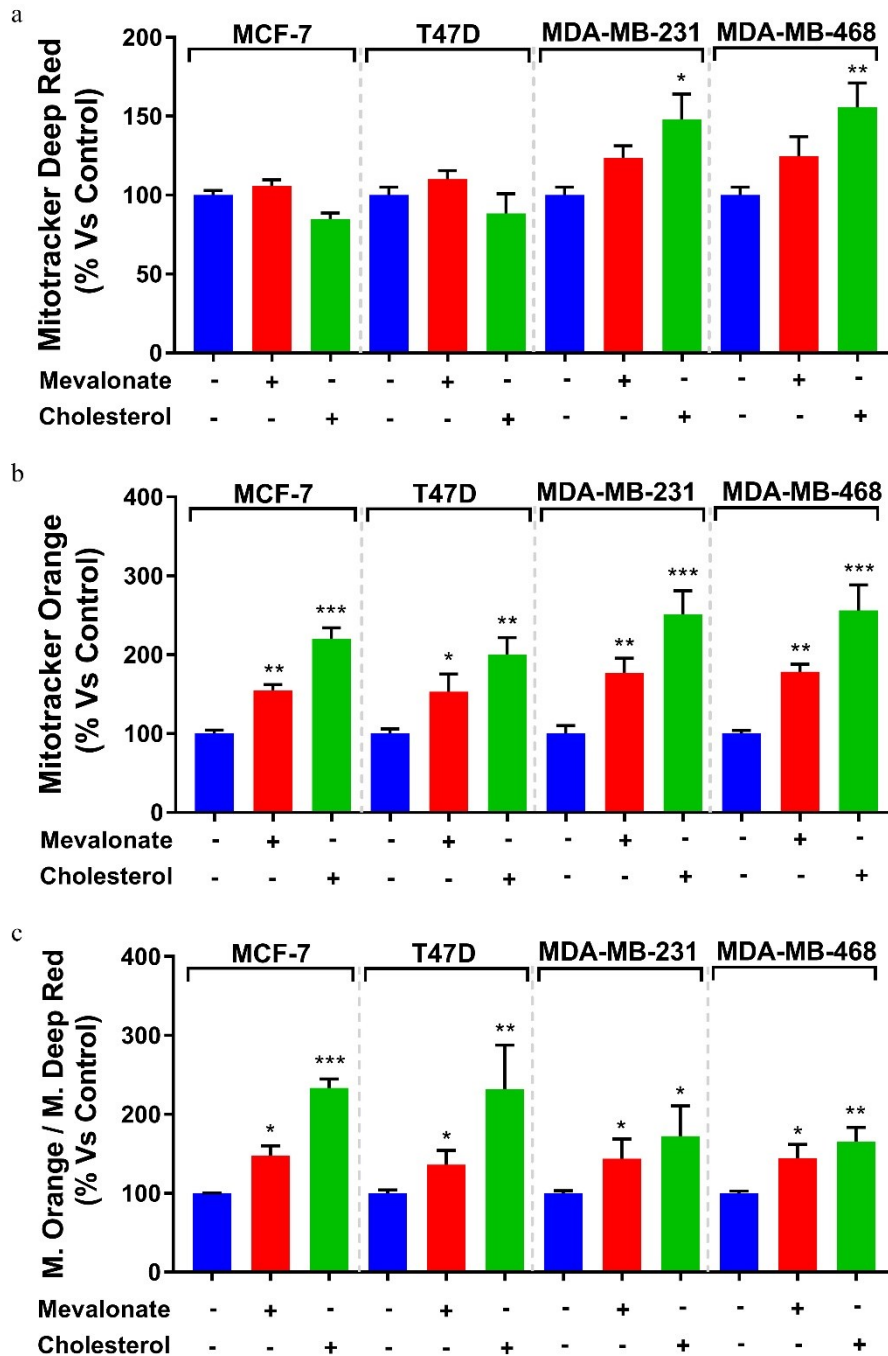 a
MCF-7 T47D MDA-MB-231 MDA-MB-468
Mitotracker Deep Red
(% Vs Control)
200
150
100
50
0
* **
Mevalonate - + - - + - - + - - + -
Cholesterol - - + - - + - - + - - +
b
MCF-7 T47D MDA-MB-231 MDA-MB-468
Mitotracker Orange
(% Vs Control)
400
300
200
100
0
** *** * ** ** *** ** ***
Mevalonate - + - - + - - + - - + -
Cholesterol - - + - - + - - + - - +
c
MCF-7 T47D MDA-MB-231 MDA-MB-468
M. Orange / M. Deep Red
(% Vs Control)
400
300
200
100
0
* *** * ** * * * **
Mevalonate - + - - + - - + - - + -
Cholesterol - - + - - + - - + - - +